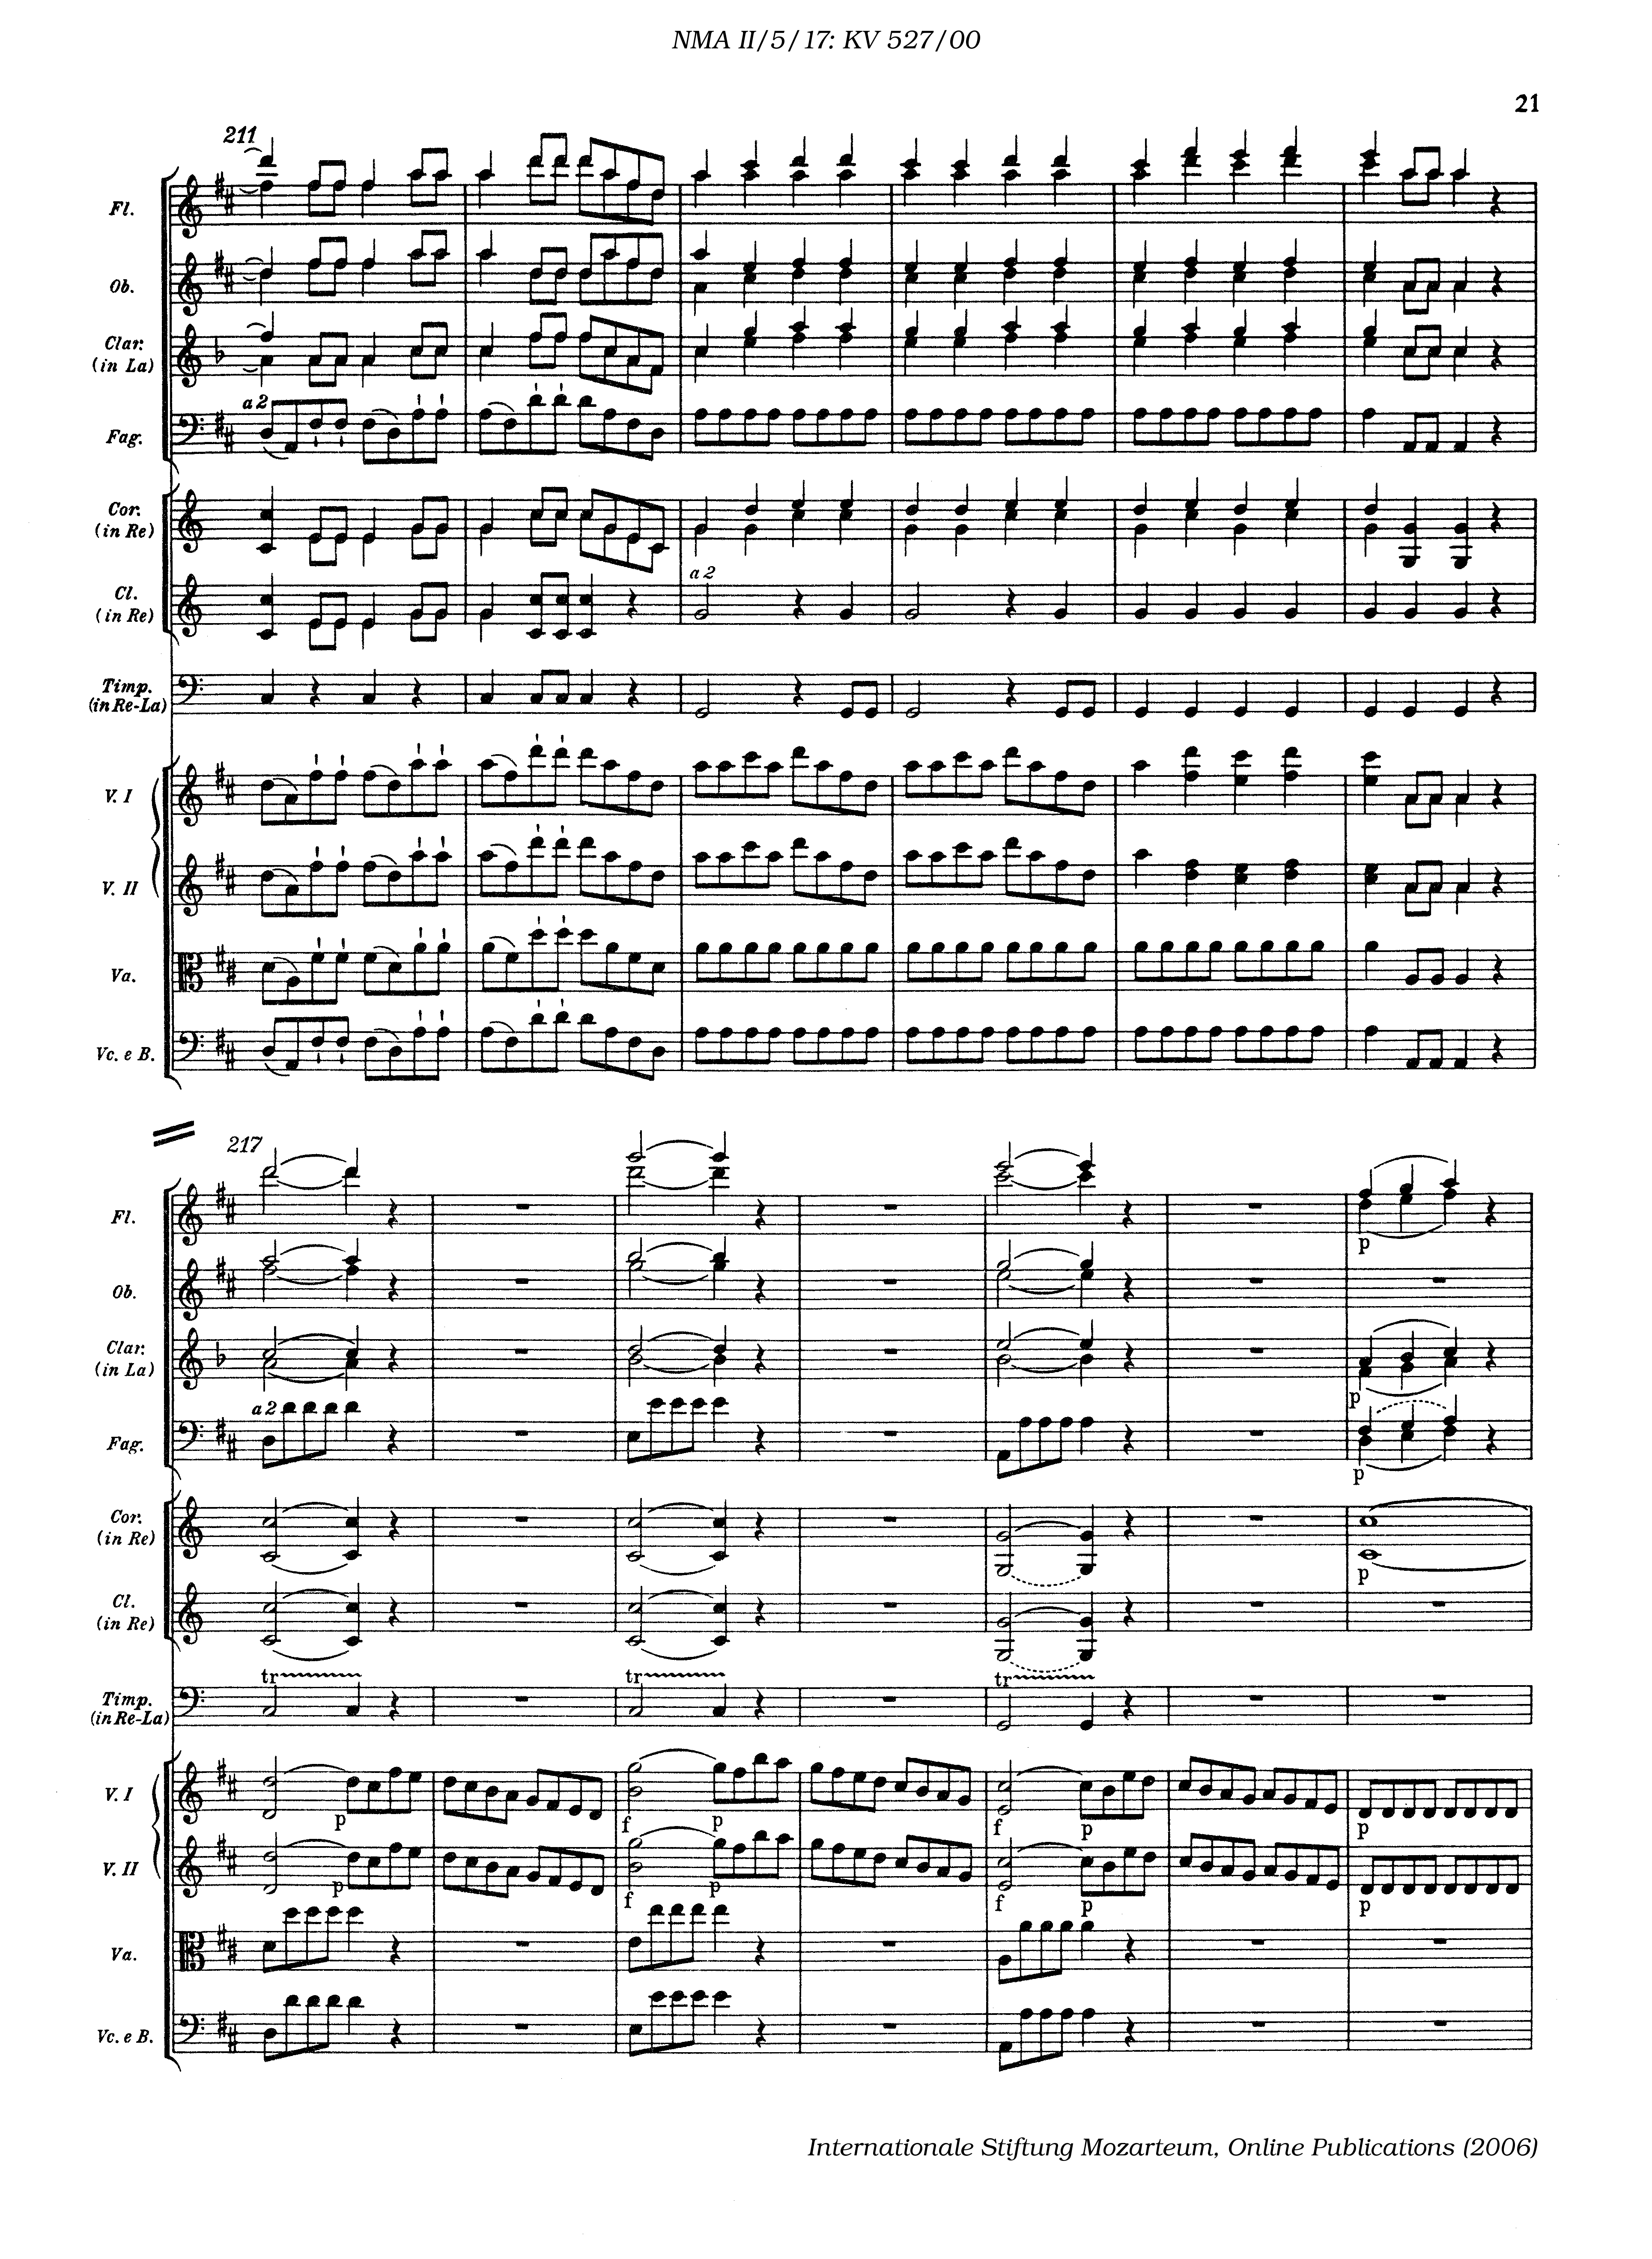 NMA II/5/17: KV 527/00
21
211
Fl.
Ob.
Clar.
(in La)
a 2
Fag.
Cor.
(in Re)
a 2
Cl.
(in Re)
Timp.
(in Re-La)
V. I
V. II
Va.
Vc. e B.
217
Fl.
p
Ob.
Clar.
(in La)
p
a 2
Fag.
p
Cor.
(in Re)
p
Cl.
(in Re)
tr tr tr
Timp.
(in Re-La)
V. I
p f p f p p
V. II
p f p f p p
Va.
Vc. e B.
Internationale Stiftung Mozarteum, Online Publications (2006)